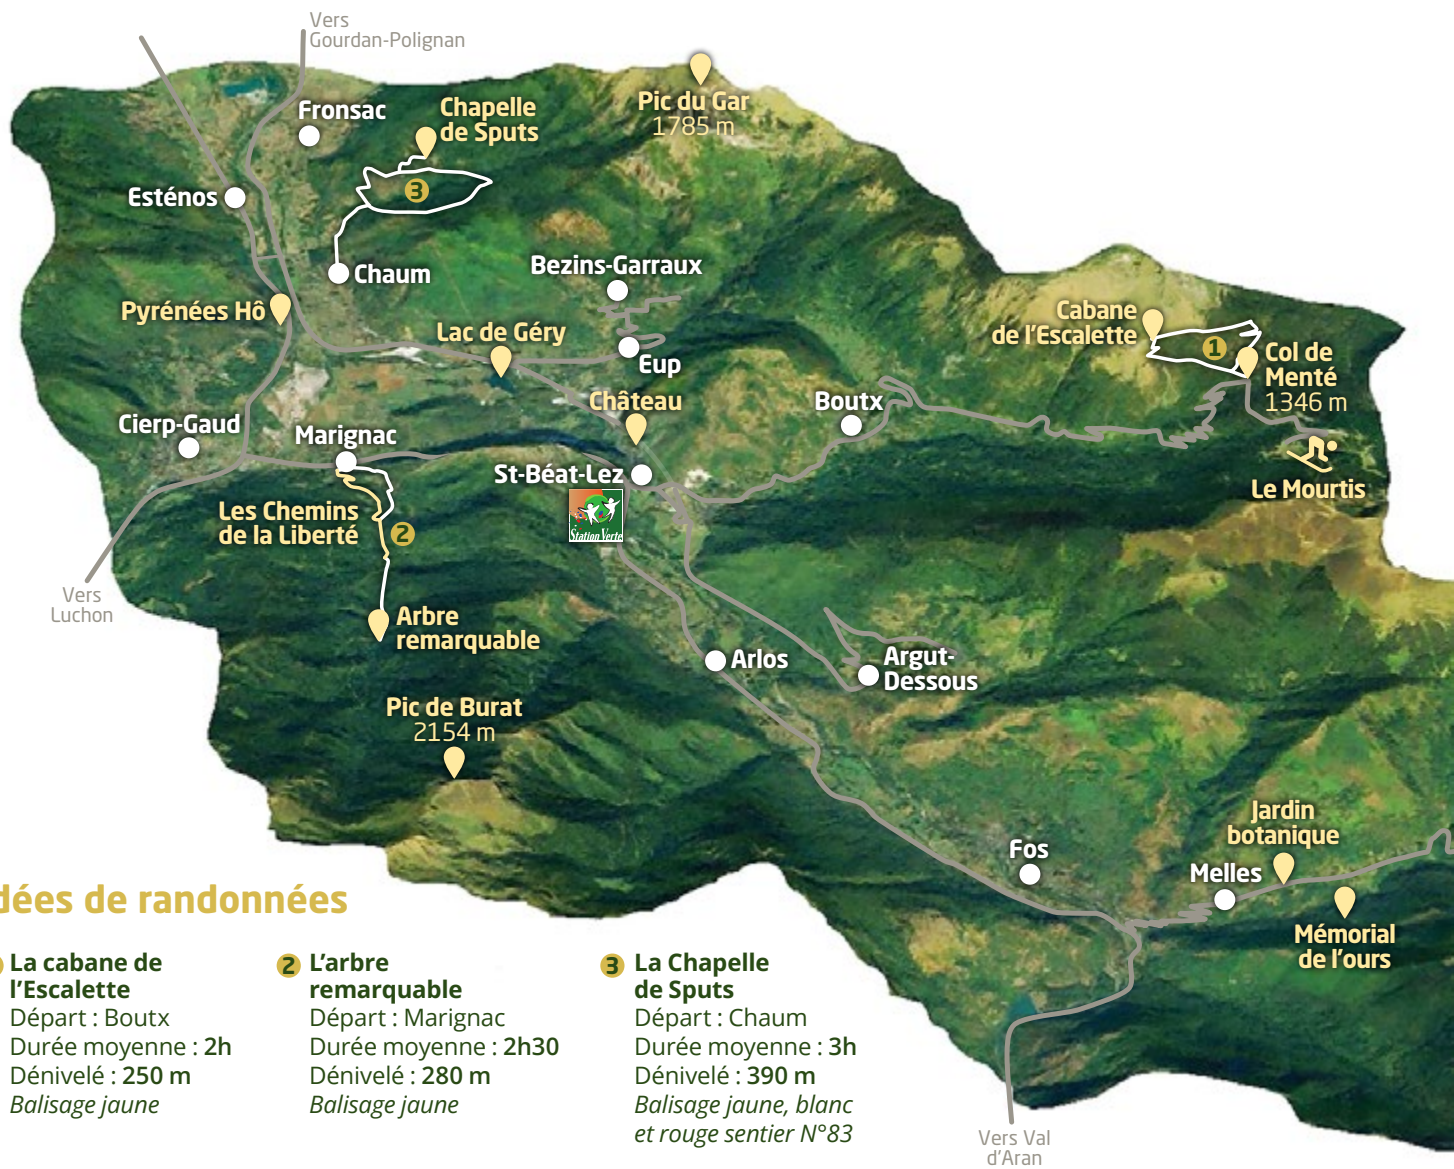 Vers
Gourdan-Polignan
Fronsac
Chapelle
de Sputs
Pic du Gar
1785 m
3
Esténos
Chaum
Bezins-Garraux
Pyrénées Hô
Lac de Géry
Eup
Cabane
de l'Escalette
1
Col de
Menté
1346 m
Château
Boutx
Cierp-Gaud
Marignac
St-Béat-Lez
Station Verte
Le Mourtis
Les Chemins
de la Liberté
2
Vers
Luchon
Arbre
remarquable
Arlos
Argut-
Dessous
Pic de Burat
2154 m
Jardin
botanique
Fos
Melles
Mémorial
de l'ours
Vers Val
d'Aran
dées de randonnées
La cabane de
l'Escalette
Départ : Boutx
Durée moyenne : 2h
Dénivelé : 250 m
Balisage jaune
2 L'arbre
remarquable
Départ : Marignac
Durée moyenne : 2h30
Dénivelé : 280 m
Balisage jaune
3 La Chapelle
de Sputs
Départ : Chaum
Durée moyenne : 3h
Dénivelé : 390 m
Balisage jaune, blanc
et rouge sentier N°83